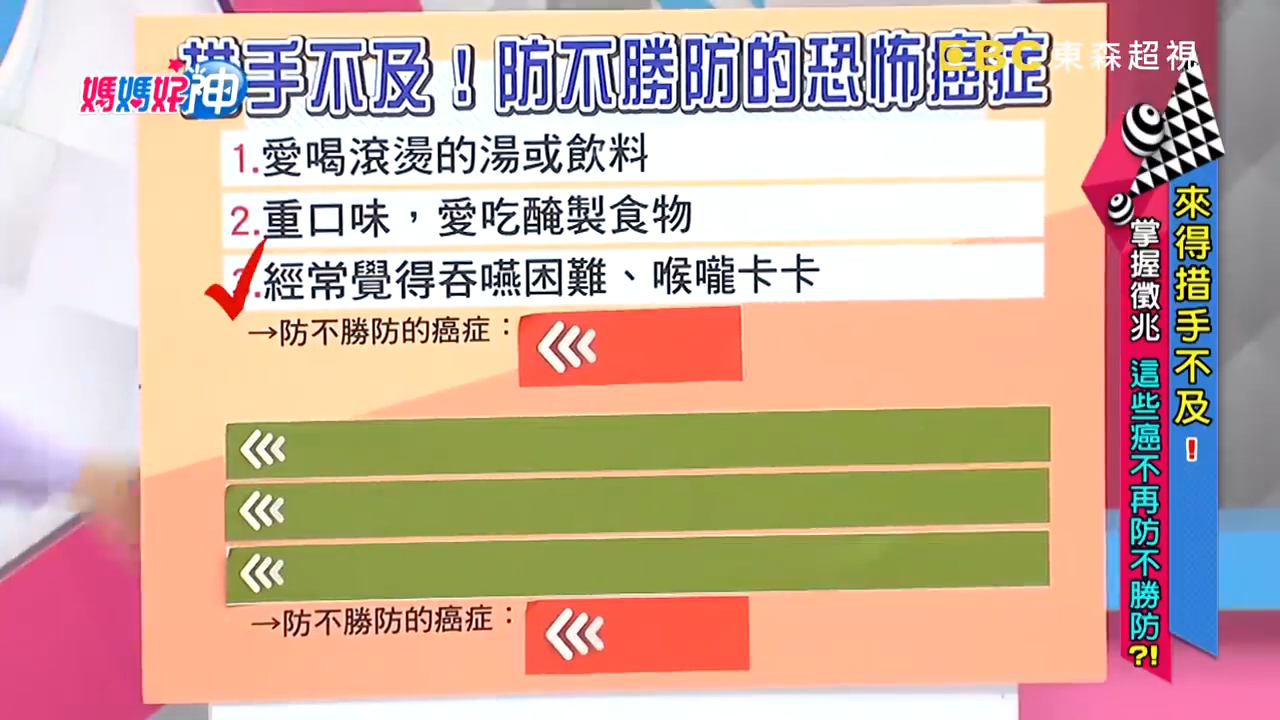 措手不及！防不勝防的恐怖癌症
媽媽好神
EBC東森超視
1.愛喝滾燙的湯或飲料
2.重口味，愛吃醃製食物
3.經常覺得吞嚥困難、喉嚨卡卡
→防不勝防的癌症：
→防不勝防的癌症：
來得措手不及！
掌握徵兆 這些癌不再防不勝防?!